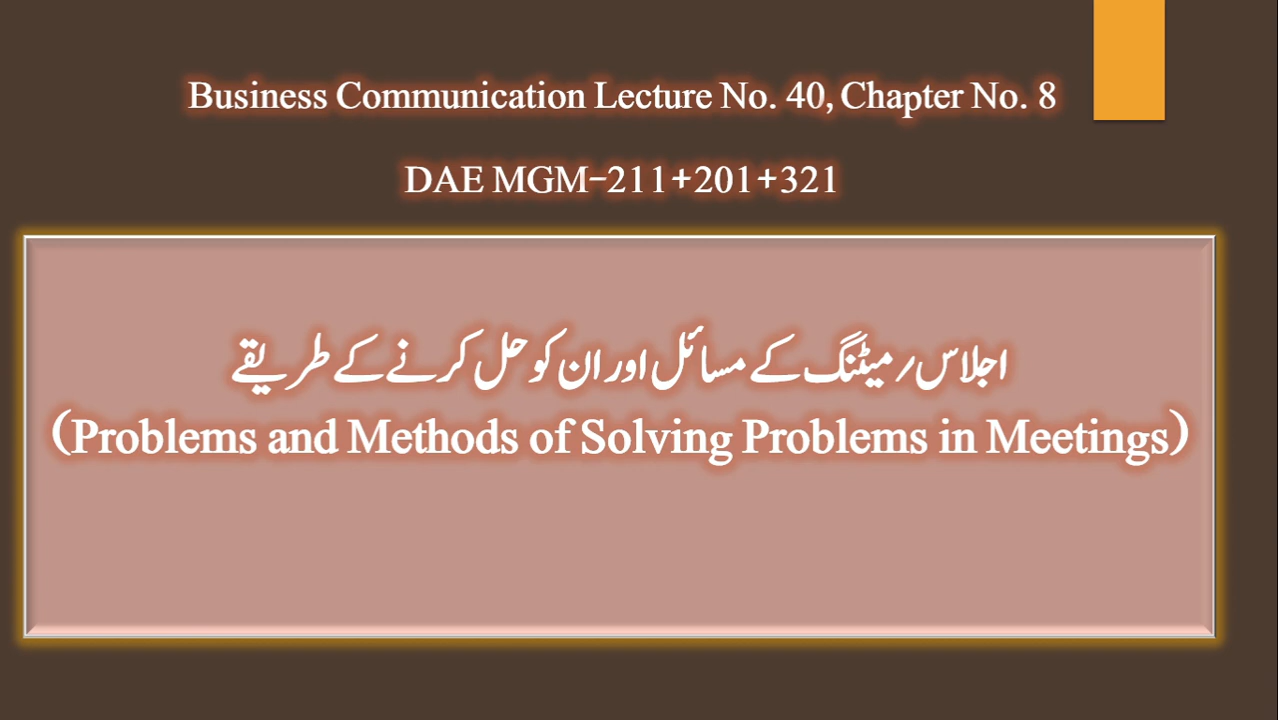 Business Communication Lecture No. 40, Chapter No. 8
DAE MGM-211+201+321
اجلاس/میٹنگ کے مسائل اور ان کو حل کرنے کے طریقے
(Problems and Methods of Solving Problems in Meetings)